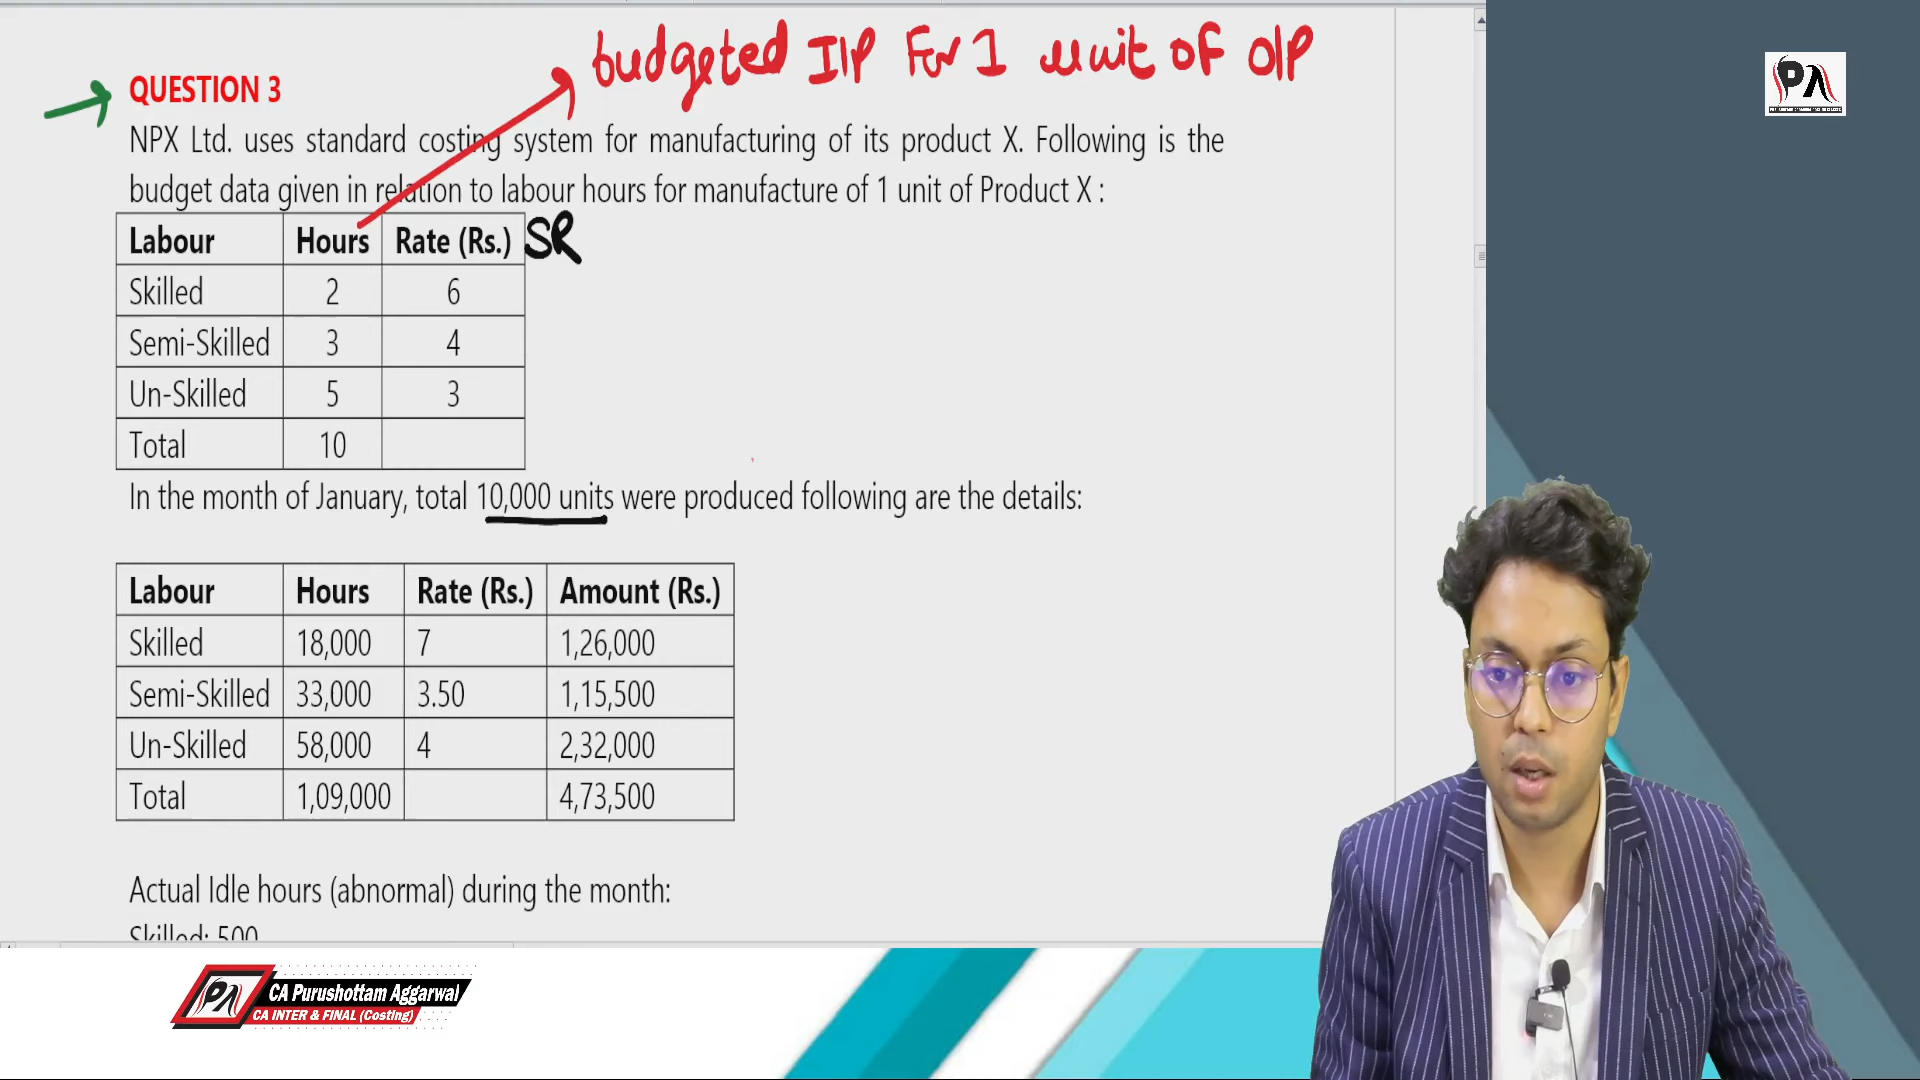 budgeted I/P For 1 unit of O/P
QUESTION 3
NPX Ltd. uses standard costing system for manufacturing of its product X. Following is the
budget data given in relation to labour hours for manufacture of 1 unit of Product X :
Labour Hours Rate (Rs.) SR
Skilled 2 6
Semi-Skilled 3 4
Un-Skilled 5 3
Total 10
In the month of January, total 10,000 units were produced following are the details:
Labour Hours Rate (Rs.) Amount (Rs.)
Skilled 18,000 7 1,26,000
Semi-Skilled 33,000 3.50 1,15,500
Un-Skilled 58,000 4 2,32,000
Total 1,09,000 4,73,500
Actual Idle hours (abnormal) during the month:
Skilled: 500
PA
CA Purushottam Aggarwal
CA INTER & FINAL (Costing)
PA